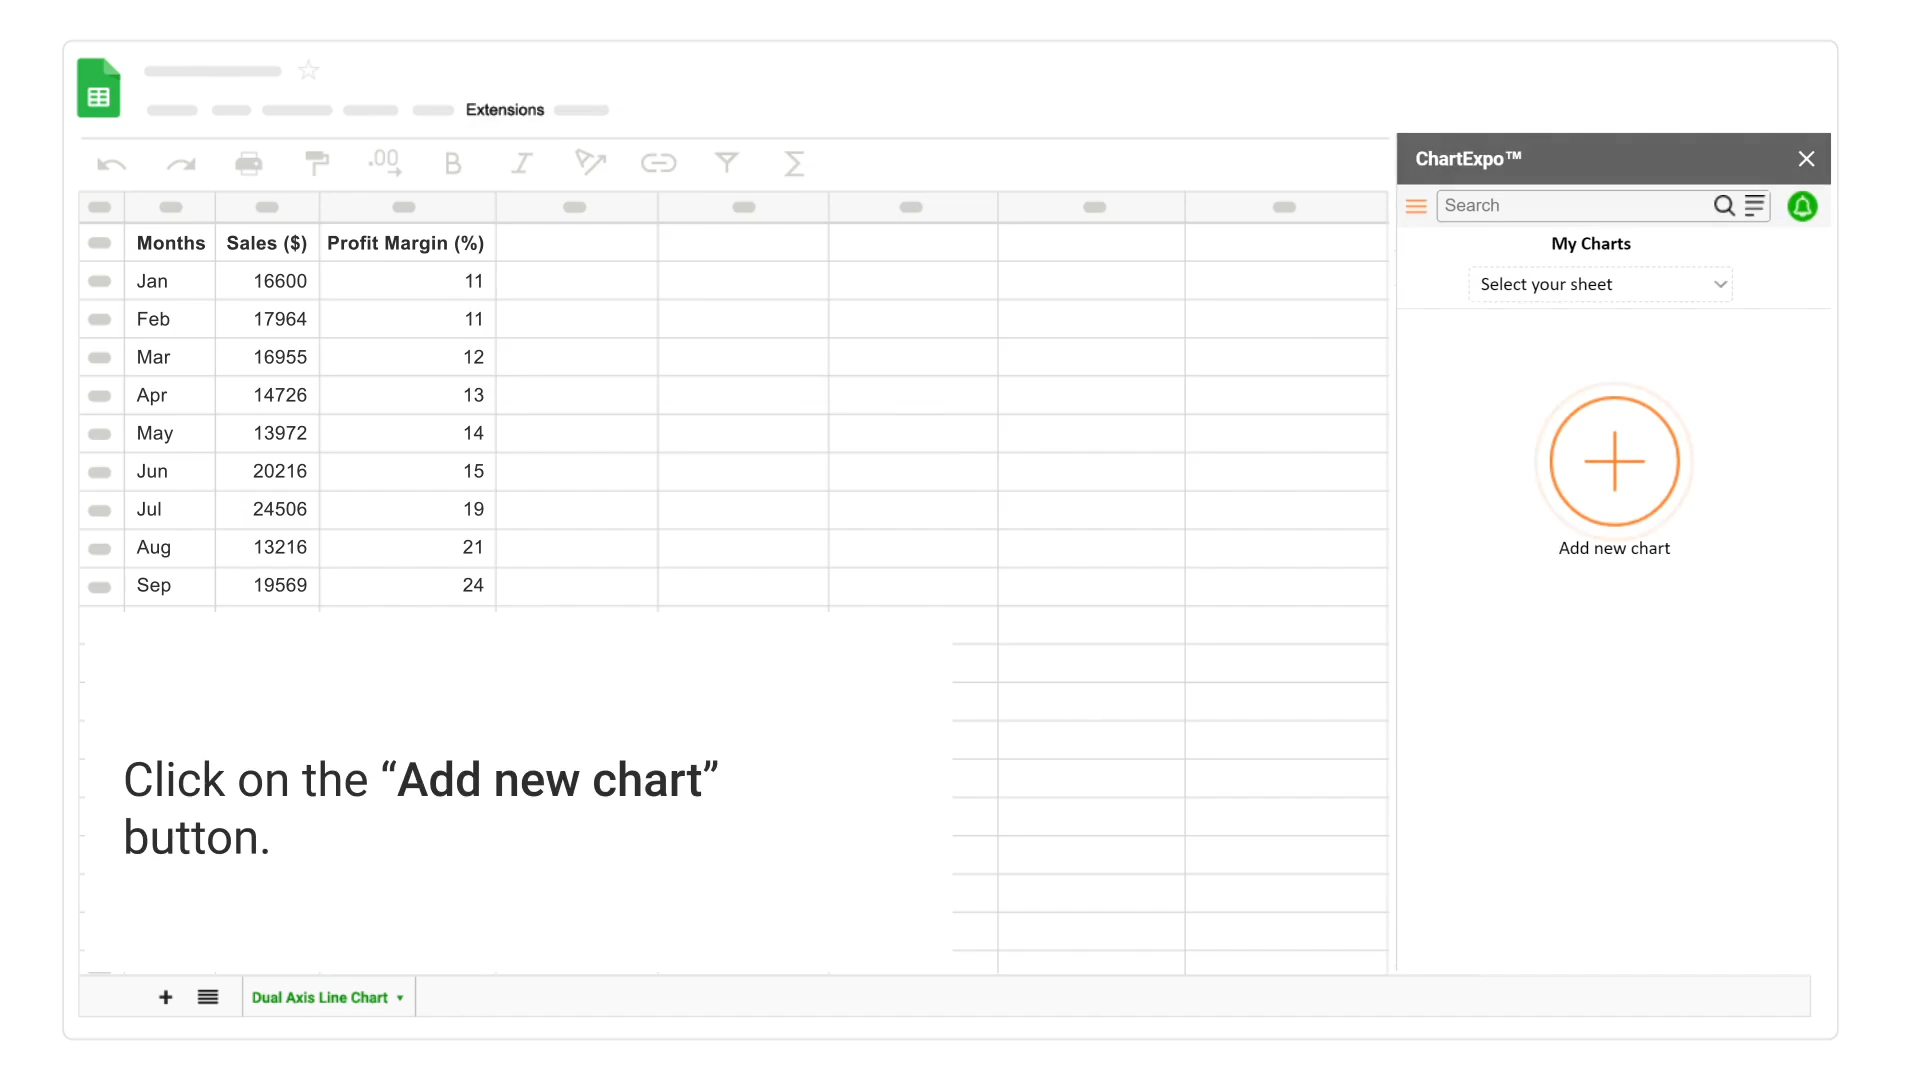 Extensions
.00
B
I
ChartExpo™
Search
My Charts
Select your sheet
Months Sales ($) Profit Margin (%)
Jan 16600 11
Feb 17964 11
Mar 16955 12
Apr 14726 13
May 13972 14
Jun 20216 15
Jul 24506 19
Aug 13216 21
Sep 19569 24
Add new chart
Click on the “Add new chart”
button.
Dual Axis Line Chart